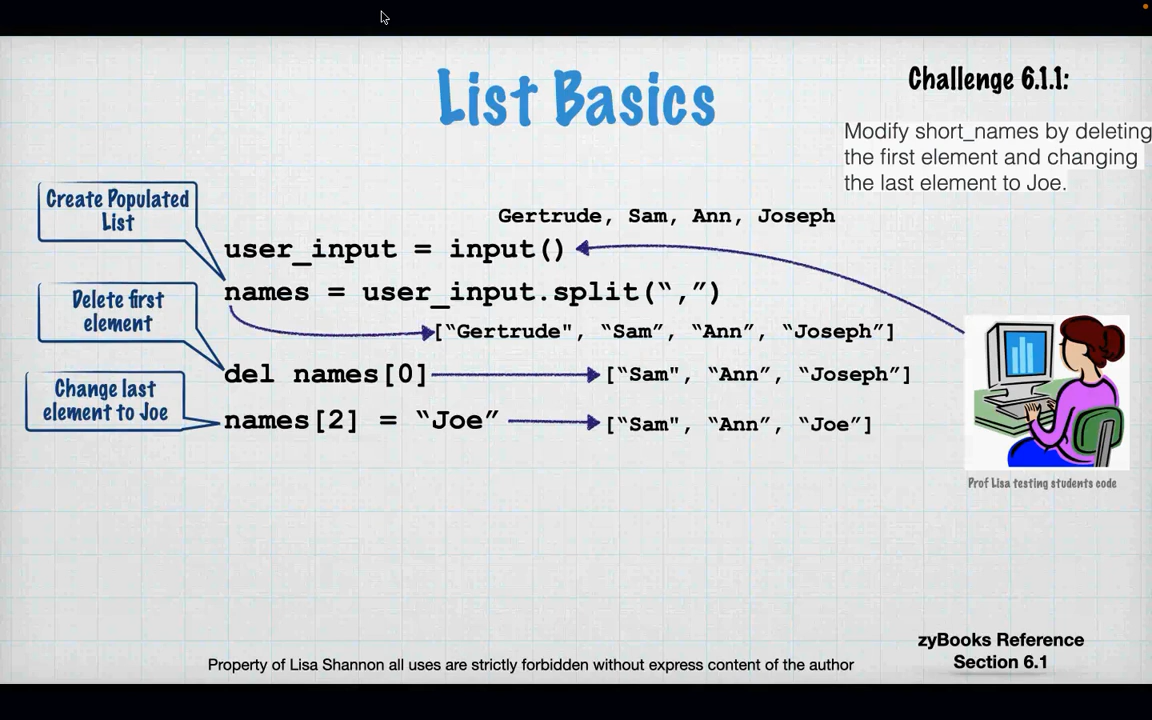 List Basics
Challenge 6.1.1:
Modify short_names by deleting
the first element and changing
the last element to Joe.
Create Populated
List
Gertrude, Sam, Ann, Joseph
user_input = input()
names = user_input.split(“,”)
[“Gertrude", “Sam”, “Ann”, “Joseph”]
Delete first
element
del names[0]
[“Sam", “Ann”, “Joseph”]
Change last
element to Joe
names[2] = “Joe”
[“Sam", “Ann”, “Joe”]
Prof Lisa testing students code
zyBooks Reference
Section 6.1
Property of Lisa Shannon all uses are strictly forbidden without express content of the author